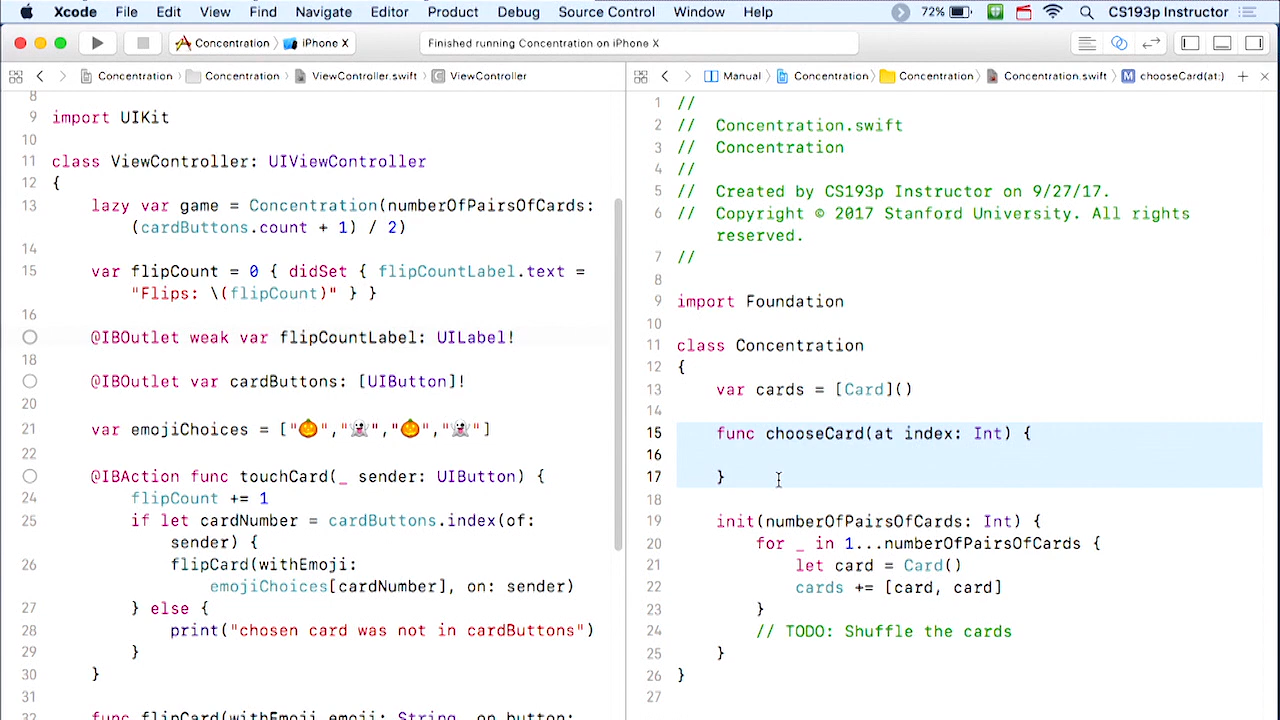 Xcode File Edit View Find Navigate Editor Product Debug Source Control Window Help 72% CS193p Instructor
Concentration iPhone X Finished running Concentration on iPhone X
Concentration Concentration ViewController.swift ViewController
8
9 import UIKit
10
11 class ViewController: UIViewController
12 {
13 lazy var game = Concentration(numberOfPairsOfCards:
(cardButtons.count + 1) / 2)
14
15 var flipCount = 0 { didSet { flipCountLabel.text =
"Flips: \(flipCount)" } }
16
@IBOutlet weak var flipCountLabel: UILabel!
18
@IBOutlet var cardButtons: [UIButton]!
20
21 var emojiChoices = ["🎃","👻","🎃","👻"]
22
@IBAction func touchCard(_ sender: UIButton) {
24 flipCount += 1
25 if let cardNumber = cardButtons.index(of:
sender) {
26 flipCard(withEmoji:
emojiChoices[cardNumber], on: sender)
27 } else {
28 print("chosen card was not in cardButtons")
29 }
30 }
31
32 func flipCard(withEmoji emoji: String, on button:
Manual Concentration Concentration Concentration.swift M chooseCard(at:)
1 //
2 // Concentration.swift
3 // Concentration
4 //
5 // Created by CS193p Instructor on 9/27/17.
6 // Copyright © 2017 Stanford University. All rights
reserved.
7 //
8
9 import Foundation
10
11 class Concentration
12 {
13 var cards = [Card]()
14
15 func chooseCard(at index: Int) {
16
17 }
18
19 init(numberOfPairsOfCards: Int) {
20 for _ in 1...numberOfPairsOfCards {
21 let card = Card()
22 cards += [card, card]
23 }
24 // TODO: Shuffle the cards
25 }
26 }
27